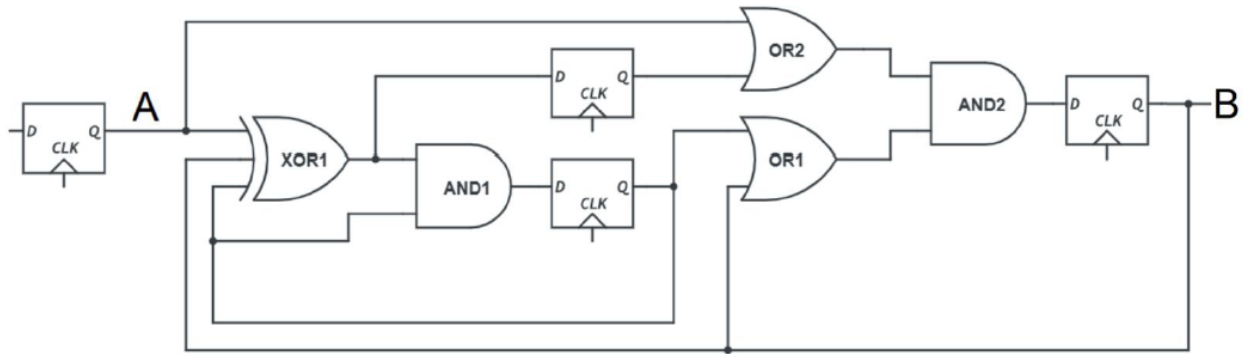 OR2
D Q
CLK
A
D Q
CLK
XOR1
AND1
D Q
CLK
OR1
AND2
D Q
CLK
B